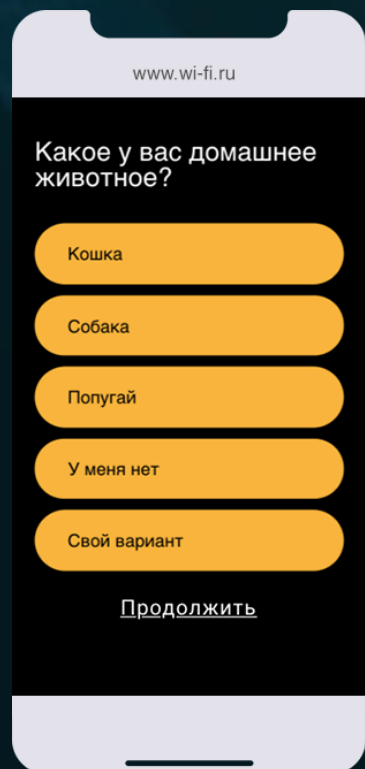 www.wi-fi.ru
Какое у вас домашнее
животное?
Кошка
Собака
Попугай
У меня нет
Свой вариант
Продолжить